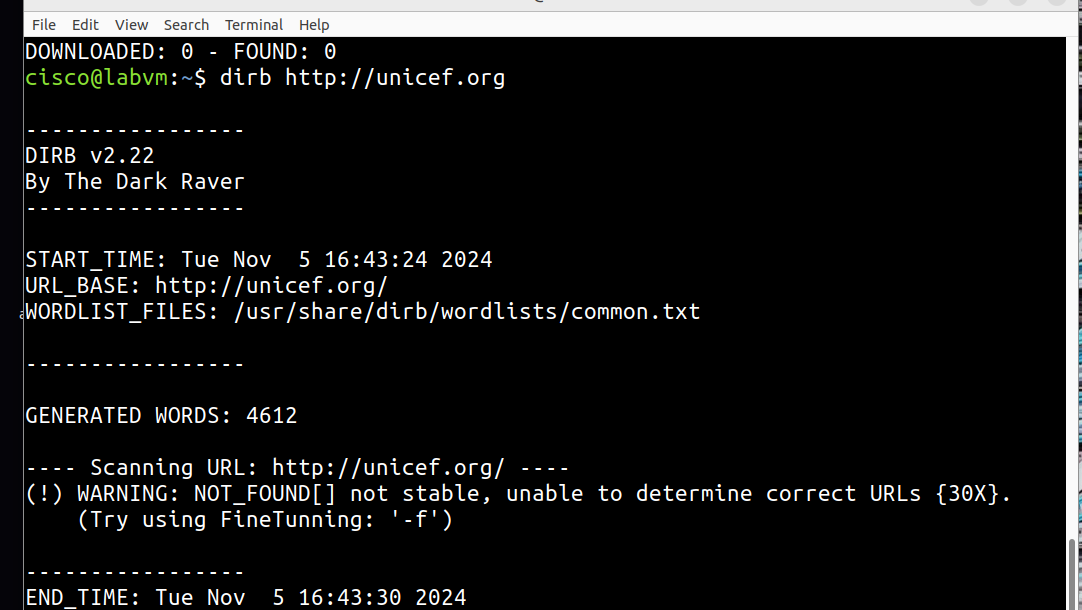 File Edit View Search Terminal Help
DOWNLOADED: 0 - FOUND: 0
cisco@labvm:~$ dirb http://unicef.org
-----------------
DIRB v2.22
By The Dark Raver
-----------------
START_TIME: Tue Nov  5 16:43:24 2024
URL_BASE: http://unicef.org/
WORDLIST_FILES: /usr/share/dirb/wordlists/common.txt
-----------------
GENERATED WORDS: 4612
---- Scanning URL: http://unicef.org/ ----
(!) WARNING: NOT_FOUND[] not stable, unable to determine correct URLs {30X}.
    (Try using FineTunning: '-f')
-----------------
END_TIME: Tue Nov  5 16:43:30 2024